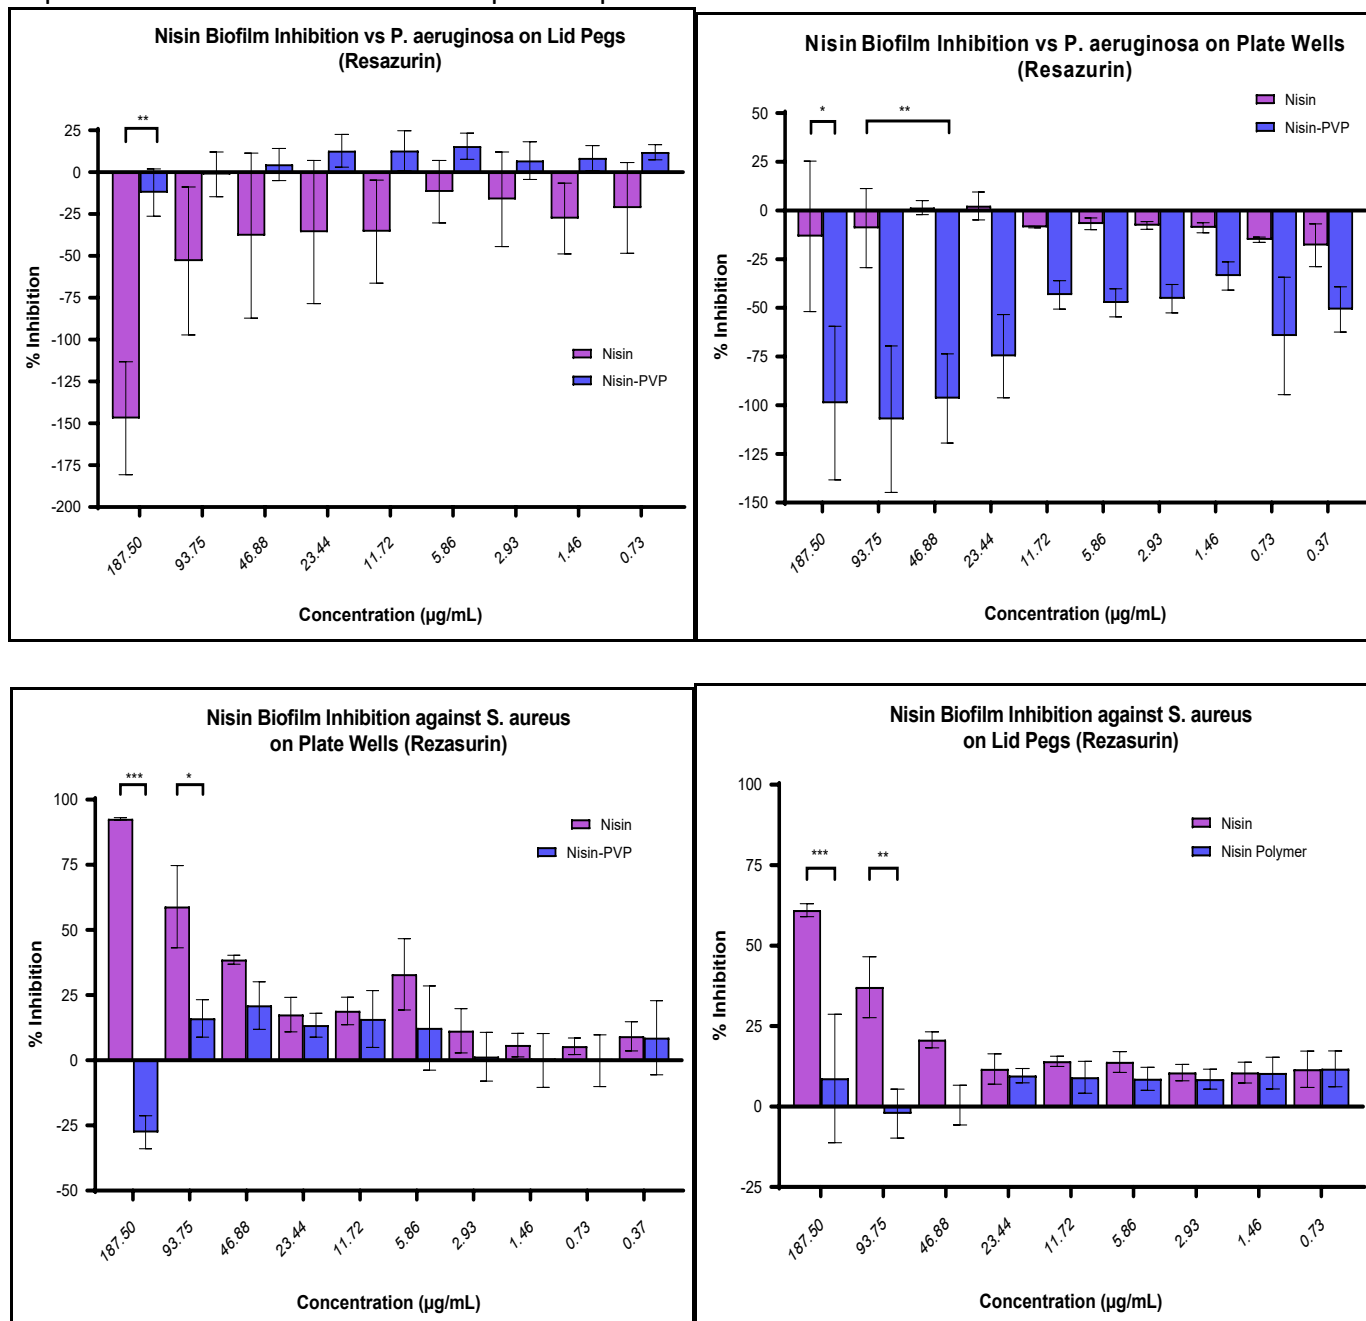 Nisin Biofilm Inhibition vs P. aeruginosa on Lid Pegs
(Resazurin)
**
25
0
-25
-50
-75
-100
-125
-150
-175
-200
% Inhibition
Nisin
Nisin-PVP
187.50 93.75 46.88 23.44 11.72 5.86 2.93 1.46 0.73
Concentration (µg/mL)
Nisin Biofilm Inhibition vs P. aeruginosa on Plate Wells
(Resazurin)
Nisin
Nisin-PVP
* **
50
25
0
-25
-50
-75
-100
-125
-150
% Inhibition
187.50 93.75 46.88 23.44 11.72 5.86 2.93 1.46 0.73 0.37
Concentration (µg/mL)
Nisin Biofilm Inhibition against S. aureus
on Plate Wells (Rezasurin)
*** *
100
75
50
25
0
-25
-50
% Inhibition
Nisin
Nisin-PVP
187.50 93.75 46.88 23.44 11.72 5.86 2.93 1.46 0.73 0.37
Concentration (µg/mL)
Nisin Biofilm Inhibition against S. aureus
on Lid Pegs (Rezasurin)
100
75
50
25
0
-25
% Inhibition
Nisin
Nisin Polymer
*** **
187.50 93.75 46.88 23.44 11.72 5.86 2.93 1.46 0.73
Concentration (µg/mL)